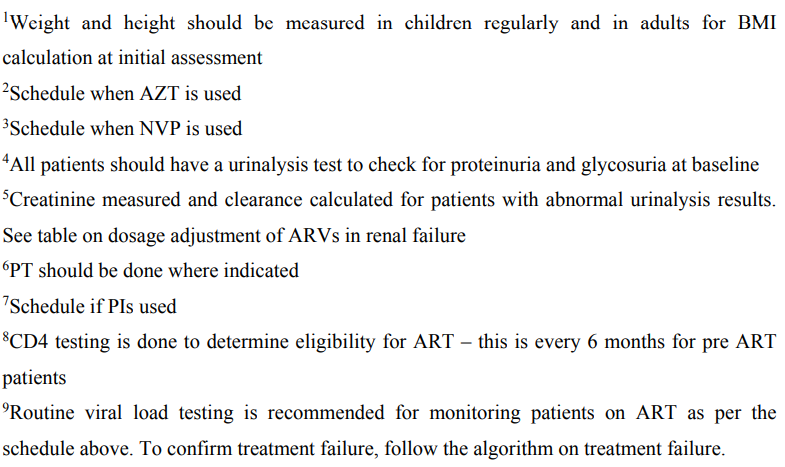 ¹Weight and height should be measured in children regularly and in adults for BMI
calculation at initial assessment
²Schedule when AZT is used
³Schedule when NVP is used
⁴All patients should have a urinalysis test to check for proteinuria and glycosuria at baseline
⁵Creatinine measured and clearance calculated for patients with abnormal urinalysis results.
See table on dosage adjustment of ARVs in renal failure
⁶PT should be done where indicated
⁷Schedule if PIs used
⁸CD4 testing is done to determine eligibility for ART – this is every 6 months for pre ART
patients
⁹Routine viral load testing is recommended for monitoring patients on ART as per the
schedule above. To confirm treatment failure, follow the algorithm on treatment failure.